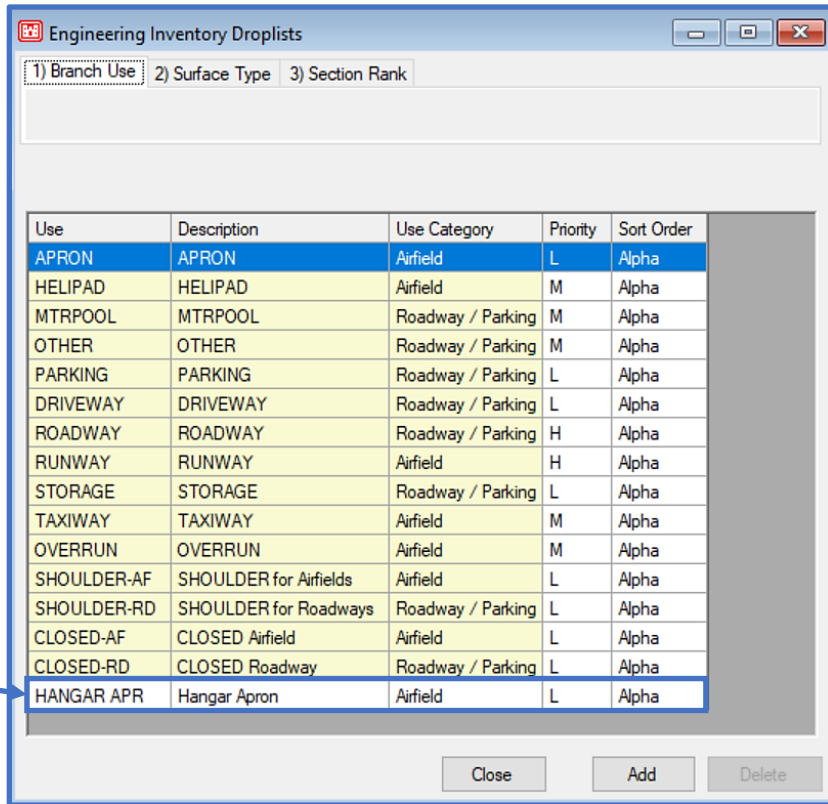 Engineering Inventory Droplists
1) Branch Use 2) Surface Type 3) Section Rank
Use Description Use Category Priority Sort Order
APRON APRON Airfield L Alpha
HELIPAD HELIPAD Airfield M Alpha
MTRPOOL MTRPOOL Roadway / Parking M Alpha
OTHER OTHER Roadway / Parking M Alpha
PARKING PARKING Roadway / Parking L Alpha
DRIVEWAY DRIVEWAY Roadway / Parking L Alpha
ROADWAY ROADWAY Roadway / Parking H Alpha
RUNWAY RUNWAY Airfield H Alpha
STORAGE STORAGE Roadway / Parking L Alpha
TAXIWAY TAXIWAY Airfield M Alpha
OVERRUN OVERRUN Airfield M Alpha
SHOULDER-AF SHOULDER for Airfields Airfield L Alpha
SHOULDER-RD SHOULDER for Roadways Roadway / Parking L Alpha
CLOSED-AF CLOSED Airfield Airfield L Alpha
CLOSED-RD CLOSED Roadway Roadway / Parking L Alpha
HANGAR APR Hangar Apron Airfield L Alpha
Close Add Delete